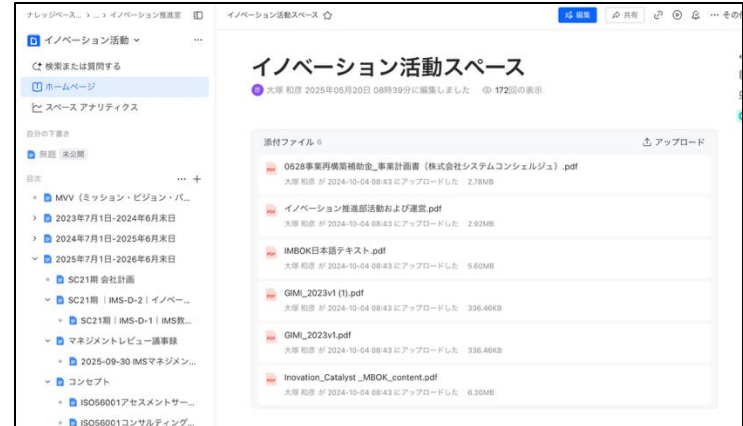 ナレッジベース... › ... › イノベーション推進室
イノベーション活動
検索または質問する
ホームページ
スペース アナリティクス
自分の下書き
無題 未公開
目次
MVV（ミッション・ビジョン・バ...
2023年7月1日-2024年6月末日
2024年7月1日-2025年6月末日
2025年7月1日-2026年6月末日
SC21期 会社計画
SC21期 ｜IMS-D-2｜イノベー...
SC21期｜IMS-D-1｜IMS教...
マネジメントレビュー議事録
2025-09-30 IMSマネジメン...
コンセプト
ISO56001アセスメントサー...
ISO56001コンサルティング...
イノベーション活動スペース
編集 共有 ... その他
イノベーション活動スペース
大塚 和彦 2025年05月20日 08時39分に編集しました 172回の表示
添付ファイル 6 アップロード
0628事業再構築補助金_事業計画書（株式会社システムコンシェルジュ）.pdf
大塚 和彦 が 2024-10-04 08:43 にアップロードした 2.78MB
イノベーション推進部活動および運営.pdf
大塚 和彦 が 2024-10-04 08:43 にアップロードした 2.92MB
IMBOK日本語テキスト.pdf
大塚 和彦 が 2024-10-04 08:43 にアップロードした 5.60MB
GIMI_2023v1 (1).pdf
大塚 和彦 が 2024-10-04 08:43 にアップロードした 336.46KB
GIMI_2023v1.pdf
大塚 和彦 が 2024-10-04 08:43 にアップロードした 336.46KB
Inovation_Catalyst _MBOK_content.pdf
大塚 和彦 が 2024-10-04 08:43 にアップロードした 6.30MB